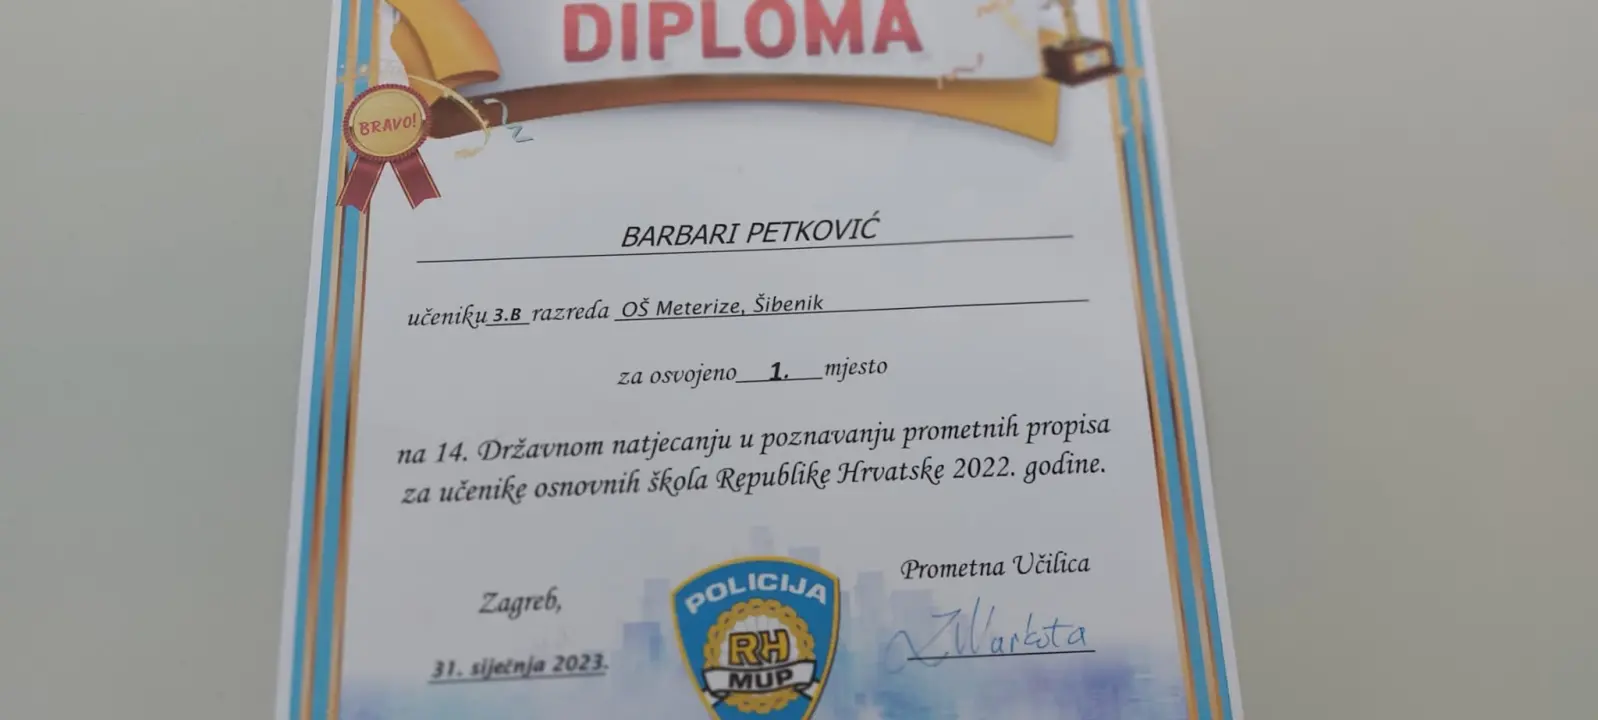 DIPLOMA
BRAVO!
BARBARI PETKOVIĆ
učeniku 3.B razreda OŠ Meterize, Šibenik
za osvojeno 1. mjesto
na 14. Državnom natjecanju u poznavanju prometnih propisa
za učenike osnovnih škola Republike Hrvatske 2022. godine.
Prometna Učilica
Zagreb,
31. siječnja 2023.
POLICIJA
RH
MUP